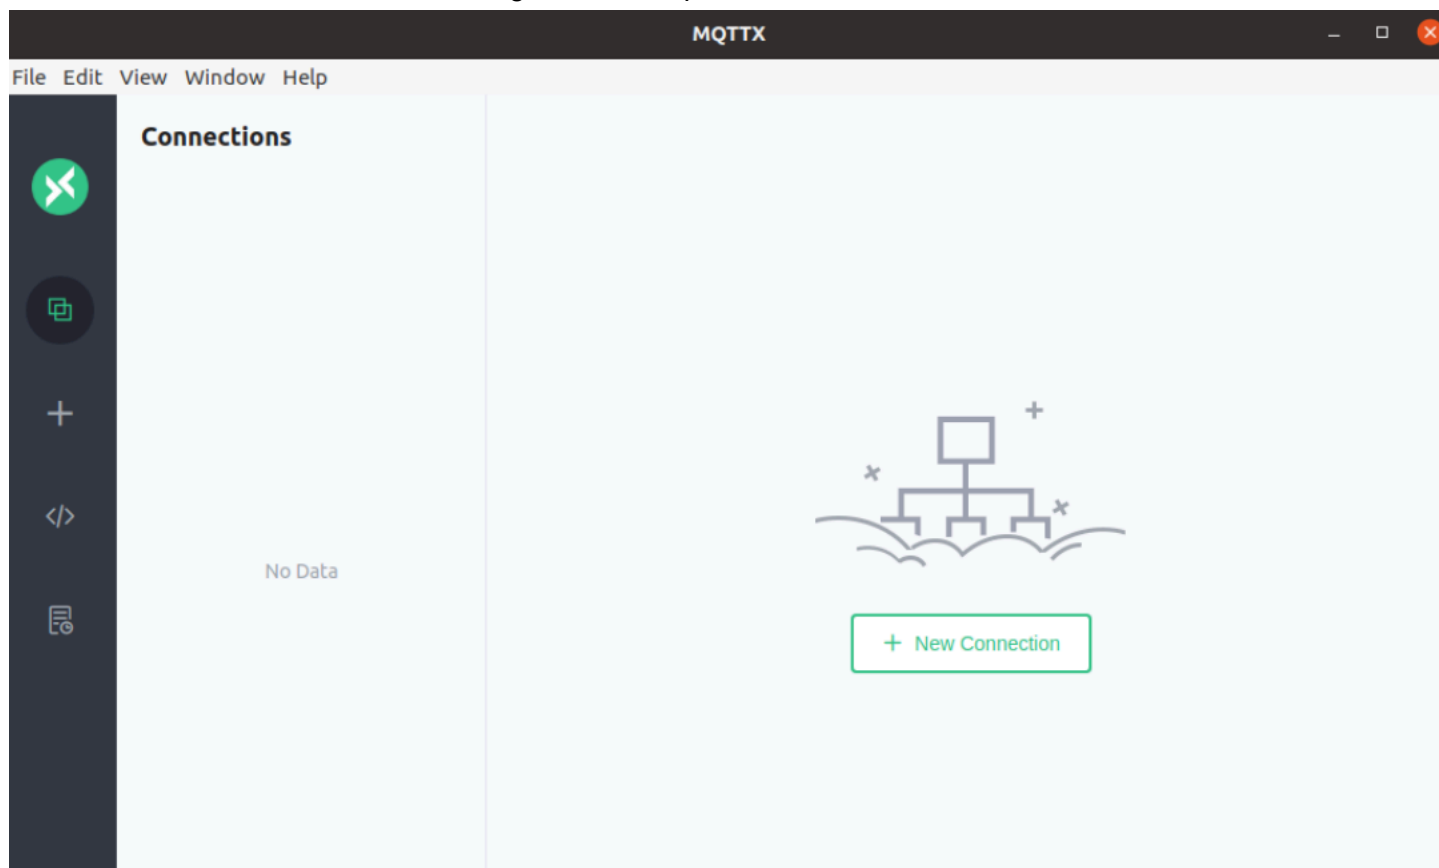 MQTTX
File Edit View Window Help
Connections
No Data
+ New Connection